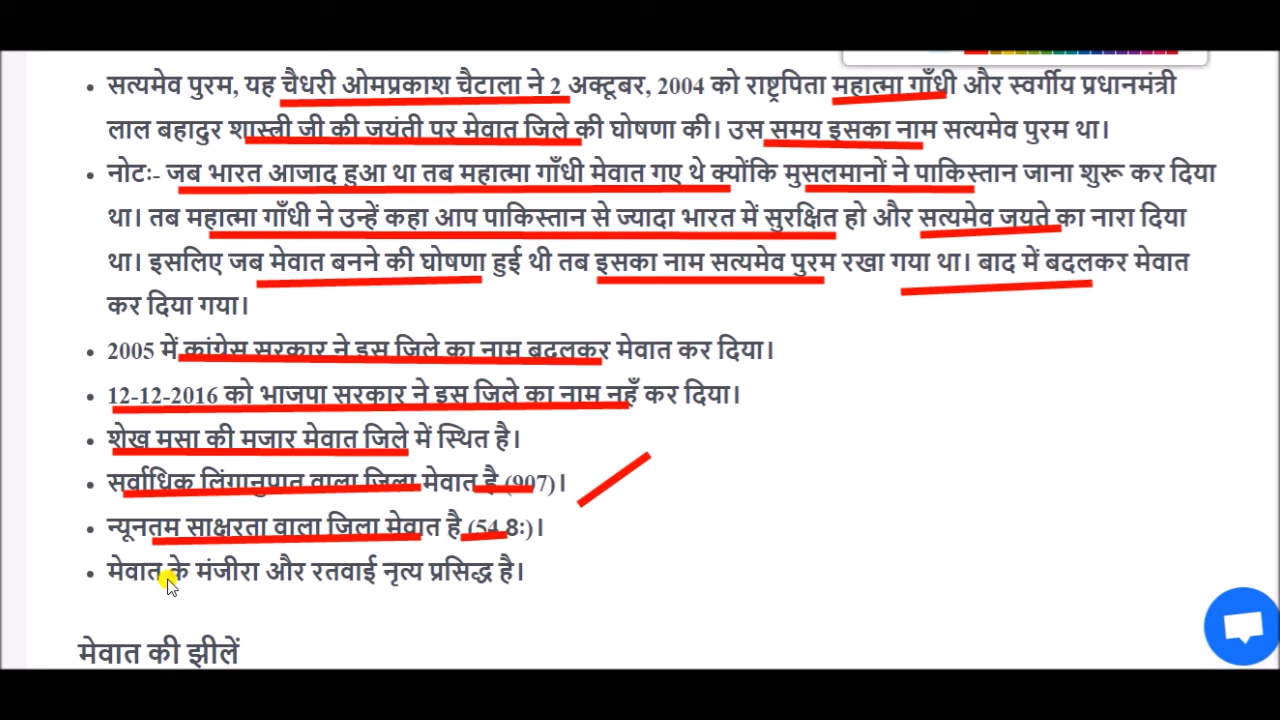 • सत्यमेव पुरम, यह चैधरी ओमप्रकाश चैटाला ने 2 अक्टूबर, 2004 को राष्ट्रपिता महात्मा गाँधी और स्वर्गीय प्रधानमंत्री
लाल बहादुर शास्त्री जी की जयंती पर मेवात जिले की घोषणा की। उस समय इसका नाम सत्यमेव पुरम था।
• नोटः- जब भारत आजाद हुआ था तब महात्मा गाँधी मेवात गए थे क्योंकि मुसलमानों ने पाकिस्तान जाना शुरू कर दिया
था। तब महात्मा गाँधी ने उन्हें कहा आप पाकिस्तान से ज्यादा भारत में सुरक्षित हो और सत्यमेव जयते का नारा दिया
था। इसलिए जब मेवात बनने की घोषणा हुई थी तब इसका नाम सत्यमेव पुरम रखा गया था। बाद में बदलकर मेवात
कर दिया गया।
• 2005 में कांग्रेस सरकार ने इस जिले का नाम बदलकर मेवात कर दिया।
• 12-12-2016 को भाजपा सरकार ने इस जिले का नाम नहँ कर दिया।
• शेख मसा की मजार मेवात जिले में स्थित है।
• सर्वाधिक लिंगानुपात वाला जिला मेवात है (907)।
• न्यूनतम साक्षरता वाला जिला मेवात है (54.8ः)।
• मेवात के मंजीरा और रतवाई नृत्य प्रसिद्ध है।
मेवात की झीलें